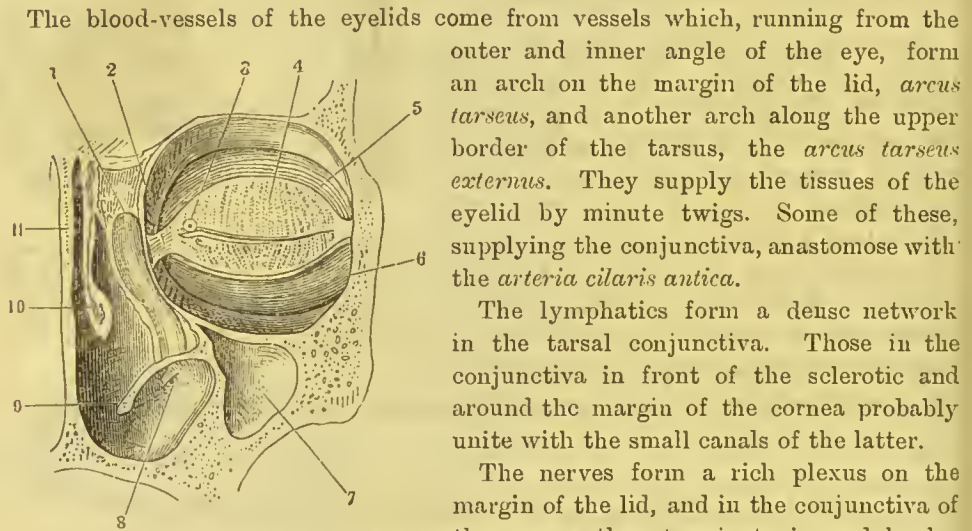 The blood-vessels of the eyelids come from vessels which, running from the
outer and inner angle of the eye, form
an arch on the margin of the lid, arcus
tarseus, and another arch along the upper
border of the tarsus, the arcus tarseus
externus. They supply the tissues of the
eyelid by minute twigs. Some of these,
supplying the conjunctiva, anastomose with
the arteria cilaris antica.
The lymphatics form a dense network
in the tarsal conjunctiva. Those in the
conjunctiva in front of the sclerotic and
around the margin of the cornea probably
unite with the small canals of the latter.
The nerves form a rich plexus on the
margin of the lid, and in the conjunctiva of
1 2 3 4
5
6
7
8
9
10
11